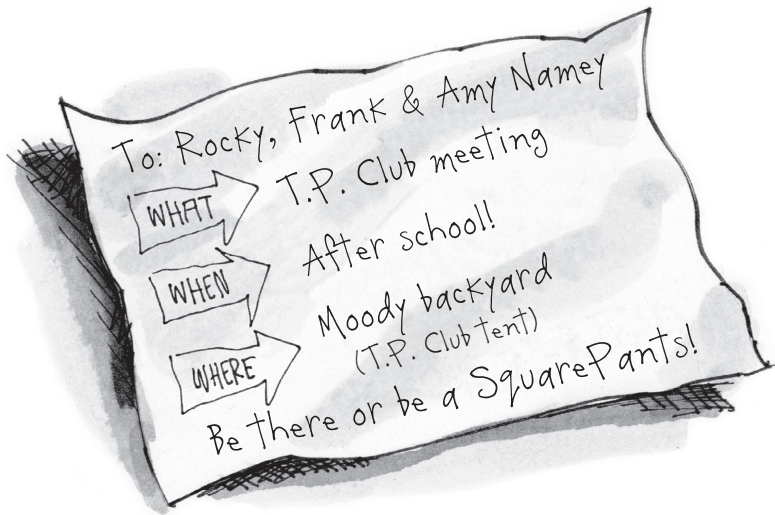 To: Rocky, Frank & Amy Namey
WHAT T.P. Club meeting
WHEN After school!
WHERE Moody backyard
(T.P. Club tent)
Be there or be a SquarePants!